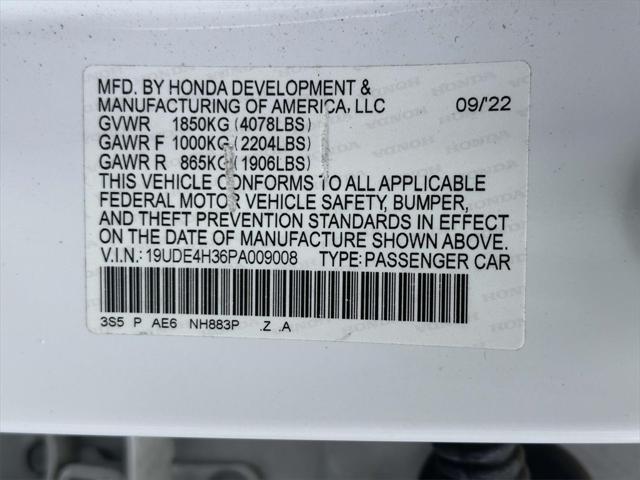 MFD. BY HONDA DEVELOPMENT &
MANUFACTURING OF AMERICA, LLC 09/'22
GVWR 1850KG (4078LBS)
GAWR F 1000KG (2204LBS)
GAWR R 865KG (1906LBS)
THIS VEHICLE CONFORMS TO ALL APPLICABLE
FEDERAL MOTOR VEHICLE SAFETY, BUMPER,
AND THEFT PREVENTION STANDARDS IN EFFECT
ON THE DATE OF MANUFACTURE SHOWN ABOVE.
V.I.N.: 19UDE4H36PA009008 TYPE: PASSENGER CAR
3S5 P AE6 NH883P .Z .A